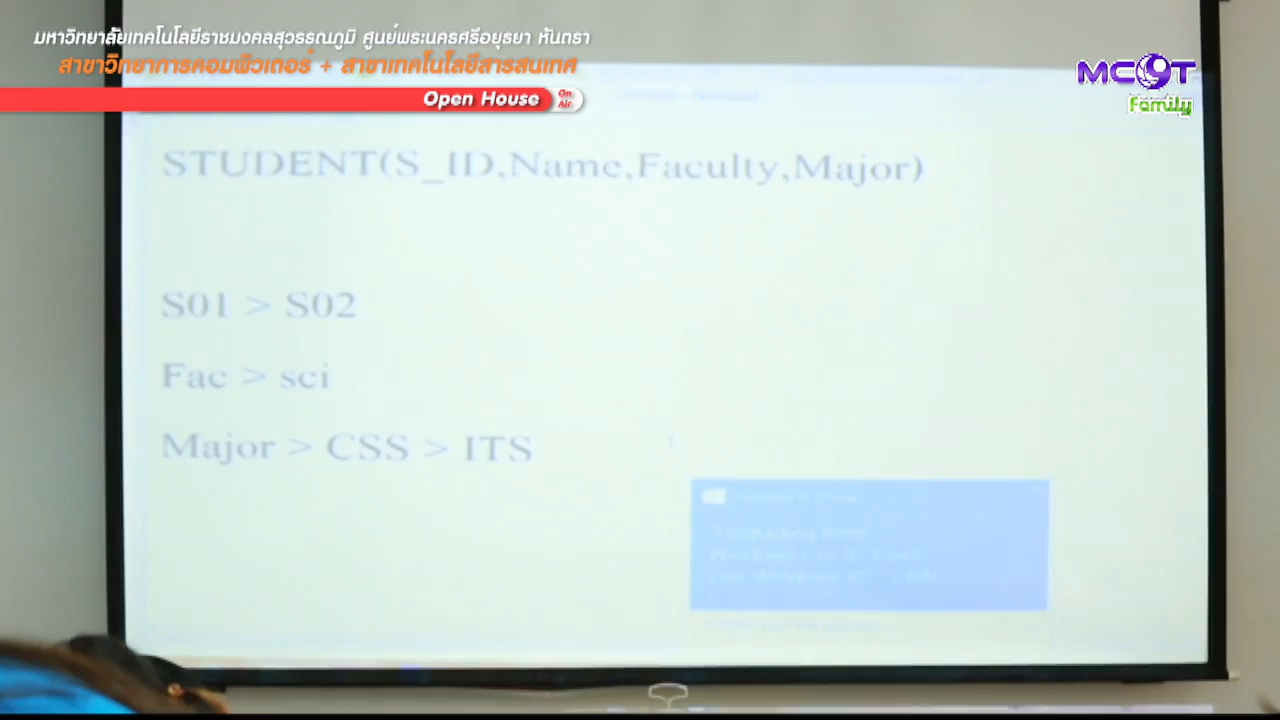 มหาวิทยาลัยเทคโนโลยีราชมงคลสุวรรณภูมิ ศูนย์พระนครศรีอยุธยา หันตรา
สาขาวิทยาการคอมพิวเตอร์ + สาขาเทคโนโลยีสารสนเทศ
Open House On Air
MC9T
Family
STUDENT(S_ID,Name,Faculty,Major)
S01 > S02
Fac > sci
Major > CSS > ITS